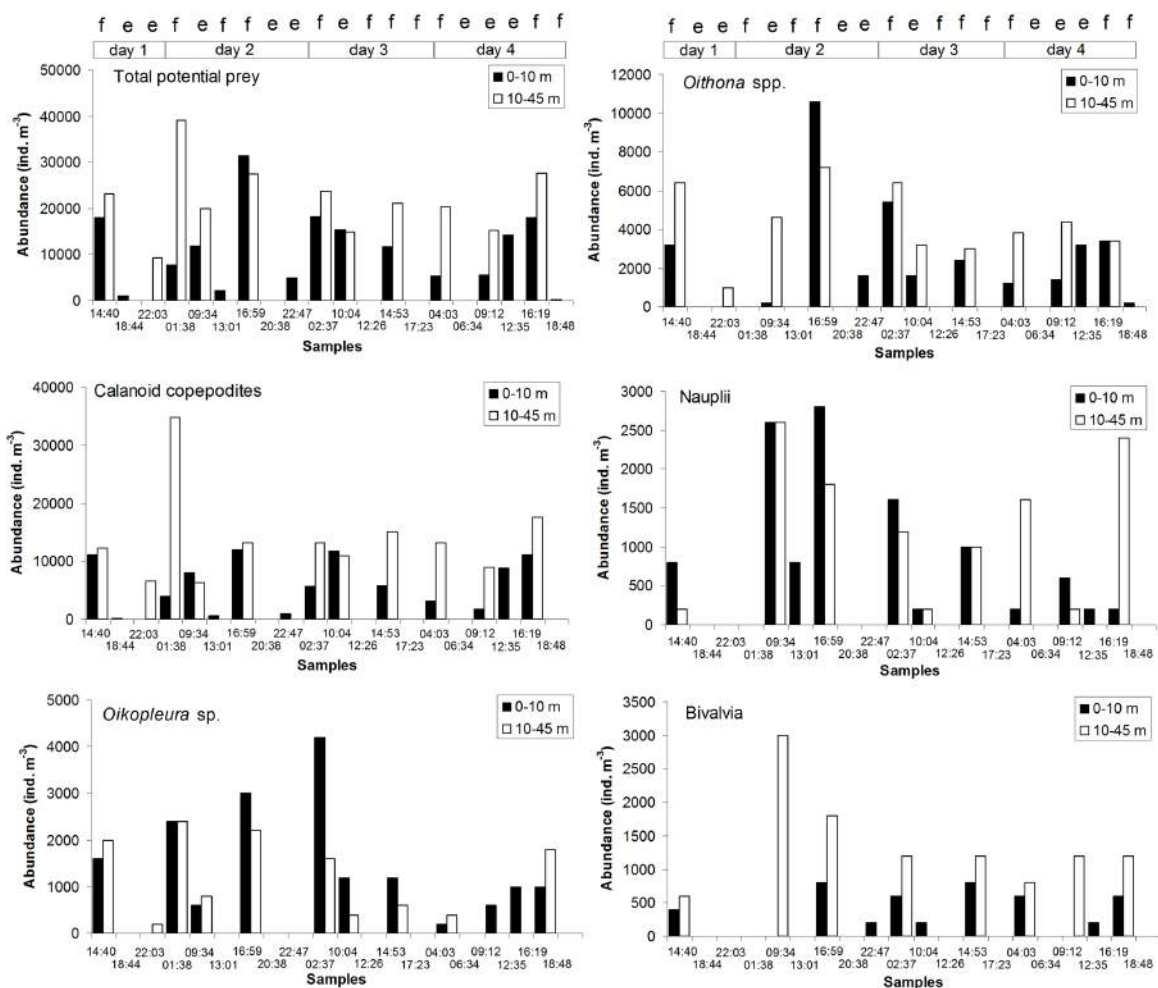 f e e f f f f e e f f f f f f e e e f f
day 1 day 2 day 3 day 4
Total potential prey
0-10 m
10-45 m
Abundance (ind. m⁻³)
50000
40000
30000
20000
10000
0
14:40 22:03 09:34 16:59 22:47 10:04 14:53 04:03 09:12 16:19
18:44 01:38 13:01 20:38 02:37 12:26 17:23 06:34 12:35 18:48
Samples
f e e f f f f e e f f f f f f e e e f f
day 1 day 2 day 3 day 4
Oithona spp.
0-10 m
10-45 m
Abundance (ind. m⁻³)
12000
10000
8000
6000
4000
2000
0
14:40 22:03 09:34 16:59 22:47 10:04 14:53 04:03 09:12 16:19
18:44 01:38 13:01 20:38 02:37 12:26 17:23 06:34 12:35 18:48
Samples
Calanoid copepodites
0-10 m
10-45 m
Abundance (ind. m⁻³)
40000
30000
20000
10000
0
14:40 22:03 09:34 16:59 22:47 10:04 14:53 04:03 09:12 16:19
18:44 01:38 13:01 20:38 02:37 12:26 17:23 06:34 12:35 18:48
Samples
Nauplii
0-10 m
10-45 m
Abundance (ind. m⁻³)
3000
2500
2000
1500
1000
500
0
14:40 22:03 09:34 16:59 22:47 10:04 14:53 04:03 09:12 16:19
18:44 01:38 13:01 20:38 02:37 12:26 17:23 06:34 12:35 18:48
Samples
Oikopleura sp.
0-10 m
10-45 m
Abundance (ind. m⁻³)
5000
4000
3000
2000
1000
0
14:40 22:03 09:34 16:59 22:47 10:04 14:53 04:03 09:12 16:19
18:44 01:38 13:01 20:38 02:37 12:26 17:23 06:34 12:35 18:48
Samples
Bivalvia
0-10 m
10-45 m
Abundance (ind. m⁻³)
3500
3000
2500
2000
1500
1000
500
0
14:40 22:03 09:34 16:59 22:47 10:04 14:53 04:03 09:12 16:19
18:44 01:38 13:01 20:38 02:37 12:26 17:23 06:34 12:35 18:48
Samples